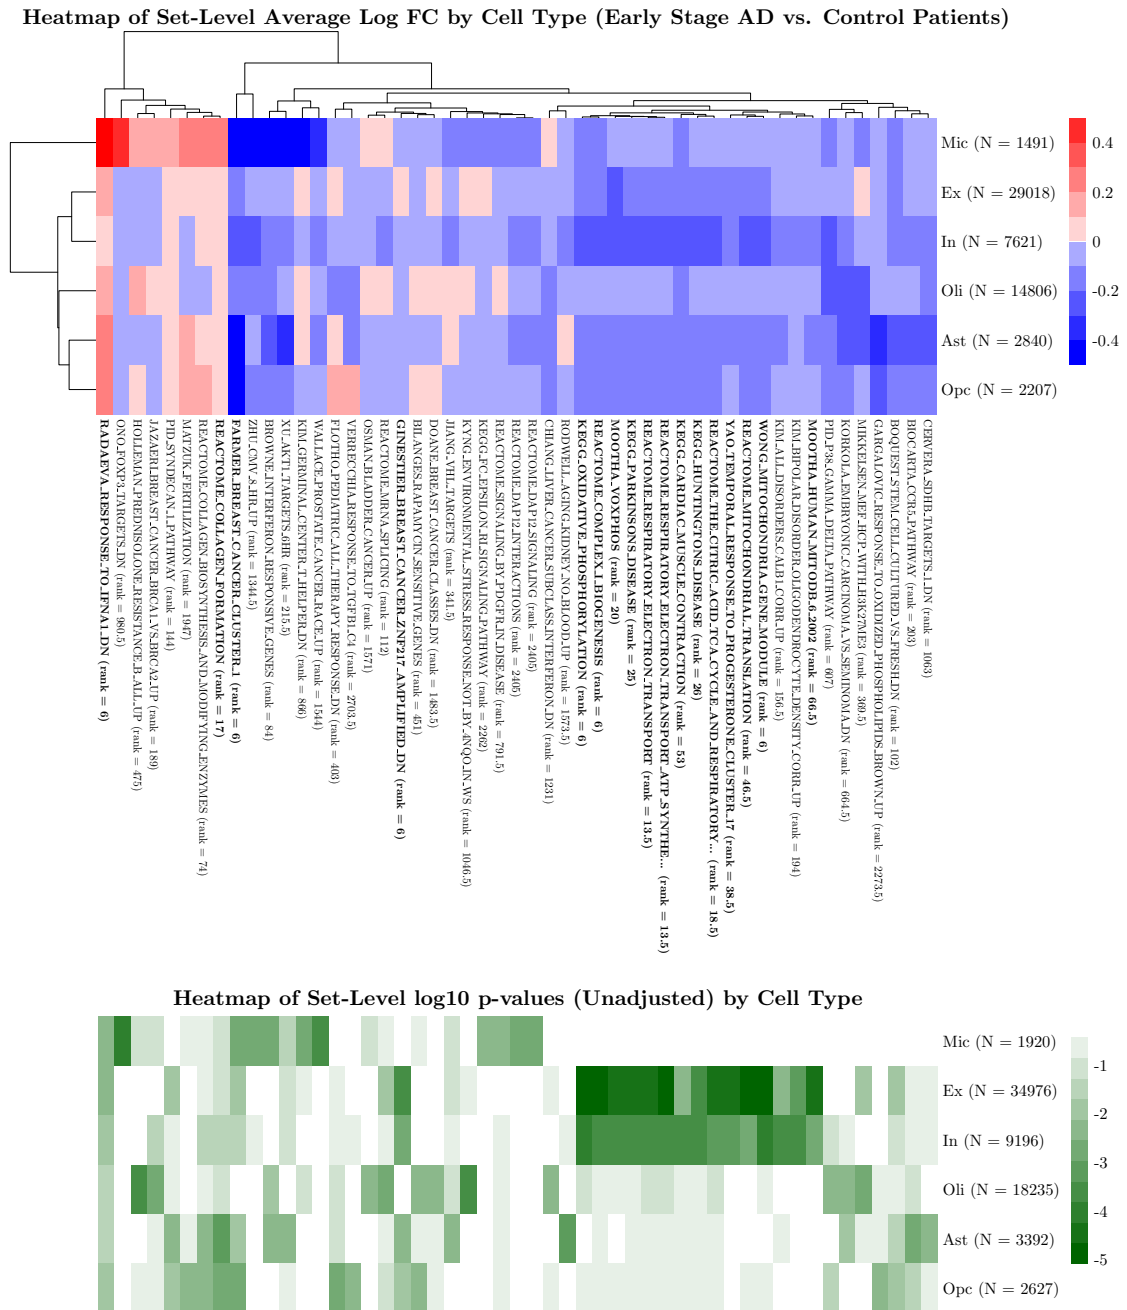 Heatmap of Set-Level Average Log FC by Cell Type (Early Stage AD vs. Control Patients)
Mic (N = 1491)
Ex (N = 29018)
In (N = 7621)
Oli (N = 14806)
Ast (N = 2840)
Opc (N = 2207)
0.4
0.2
0
-0.2
-0.4
RADAEVA_RESPONSE_TO_IFNA1_DN (rank = 6)
ONO_FOXP3_TARGETS_DN (rank = 980.5)
HOLLEMAN_PREDNISOLONE_RESISTANCE_B_ALL_UP (rank = 475)
JAZAERI_BREAST_CANCER_BRCA1_VS_BRCA2_UP (rank = 189)
PID_SYNDECAN_1_PATHWAY (rank = 144)
MATZUK_FERTILIZATION (rank = 1947)
REACTOME_COLLAGEN_BIOSYNTHESIS_AND_MODIFYING_ENZYMES (rank = 74)
REACTOME_COLLAGEN_FORMATION (rank = 17)
FARMER_BREAST_CANCER_CLUSTER_1 (rank = 6)
ZHU_CMV_8_HR_UP (rank = 1344.5)
BROWNE_INTERFERON_RESPONSIVE_GENES (rank = 84)
XU_AKT1_TARGETS_6HR (rank = 215.5)
KIM_GERMINAL_CENTER_T_HELPER_DN (rank = 866)
WALLACE_PROSTATE_CANCER_RACE_UP (rank = 1544)
FLOTHO_PEDIATRIC_ALL_THERAPY_RESPONSE_DN (rank = 403)
VERRECCHIA_RESPONSE_TO_TGFB1_C4 (rank = 2703.5)
OSMAN_BLADDER_CANCER_UP (rank = 1571)
REACTOME_MRNA_SPLICING (rank = 112)
GINESTIER_BREAST_CANCER_ZNF217_AMPLIFIED_DN (rank = 6)
BILANGES_RAPAMYCIN_SENSITIVE_GENES (rank = 451)
DOANE_BREAST_CANCER_CLASSES_DN (rank = 1483.5)
JIANG_VHL_TARGETS (rank = 341.5)
KYNG_ENVIRONMENTAL_STRESS_RESPONSE_NOT_BY_4NQO_IN_WS (rank = 1046.5)
KEGG_FC_EPSILON_RI_SIGNALING_PATHWAY (rank = 2262)
REACTOME_SIGNALING_BY_PDGFR_IN_DISEASE (rank = 791.5)
REACTOME_DAP12_INTERACTIONS (rank = 2405)
REACTOME_DAP12_SIGNALING (rank = 2405)
CHIANG_LIVER_CANCER_SUBCLASS_INTERFERON_DN (rank = 1231)
RODWELL_AGING_KIDNEY_NO_BLOOD_UP (rank = 1573.5)
KEGG_OXIDATIVE_PHOSPHORYLATION (rank = 6)
REACTOME_COMPLEX_I_BIOGENESIS (rank = 6)
MOOTHA_VOXPHOS (rank = 20)
KEGG_PARKINSONS_DISEASE (rank = 25)
REACTOME_RESPIRATORY_ELECTRON_TRANSPORT (rank = 13.5)
REACTOME_RESPIRATORY_ELECTRON_TRANSPORT_ATP_SYNTHE... (rank = 13.5)
KEGG_CARDIAC_MUSCLE_CONTRACTION (rank = 53)
KEGG_HUNTINGTONS_DISEASE (rank = 26)
REACTOME_THE_CITRIC_ACID_TCA_CYCLE_AND_RESPIRATORY... (rank = 18.5)
YAO_TEMPORAL_RESPONSE_TO_PROGESTERONE_CLUSTER_17 (rank = 38.5)
REACTOME_MITOCHONDRIAL_TRANSLATION (rank = 46.5)
WONG_MITOCHONDRIA_GENE_MODULE (rank = 6)
KIM_ALL_DISORDERS_CALB1_CORR_UP (rank = 156.5)
KIM_BIPOLAR_DISORDER_OLIGODENDROCYTE_DENSITY_CORR_UP (rank = 194)
MOOTHA_HUMAN_MITODB_6_2002 (rank = 66.5)
PID_P38_GAMMA_DELTA_PATHWAY (rank = 607)
KORKOLA_EMBRYONIC_CARCINOMA_VS_SEMINOMA_DN (rank = 664.5)
MIKKELSEN_MEF_HCP_WITH_H3K27ME3 (rank = 369.5)
GARGALOVIC_RESPONSE_TO_OXIDIZED_PHOSPHOLIPIDS_BROWN_UP (rank = 2273.5)
BOQUEST_STEM_CELL_CULTURED_VS_FRESH_DN (rank = 102)
BIOCARTA_CCR5_PATHWAY (rank = 203)
CERVERA_SDHB_TARGETS_1_DN (rank = 1063)
Heatmap of Set-Level log10 p-values (Unadjusted) by Cell Type
Mic (N = 1920)
Ex (N = 34976)
In (N = 9196)
Oli (N = 18235)
Ast (N = 3392)
Opc (N = 2627)
-1
-2
-3
-4
-5